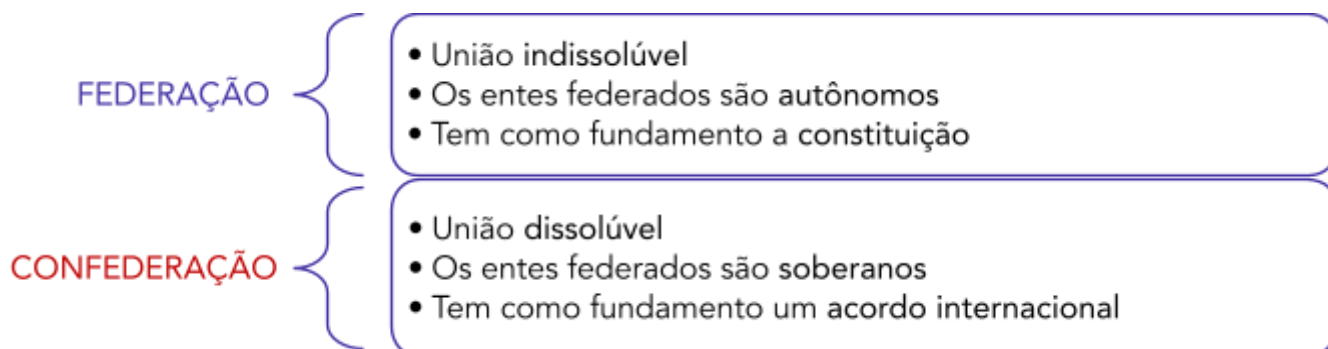 FEDERAÇÃO
• União indissolúvel
• Os entes federados são autônomos
• Tem como fundamento a constituição
CONFEDERAÇÃO
• União dissolúvel
• Os entes federados são soberanos
• Tem como fundamento um acordo internacional